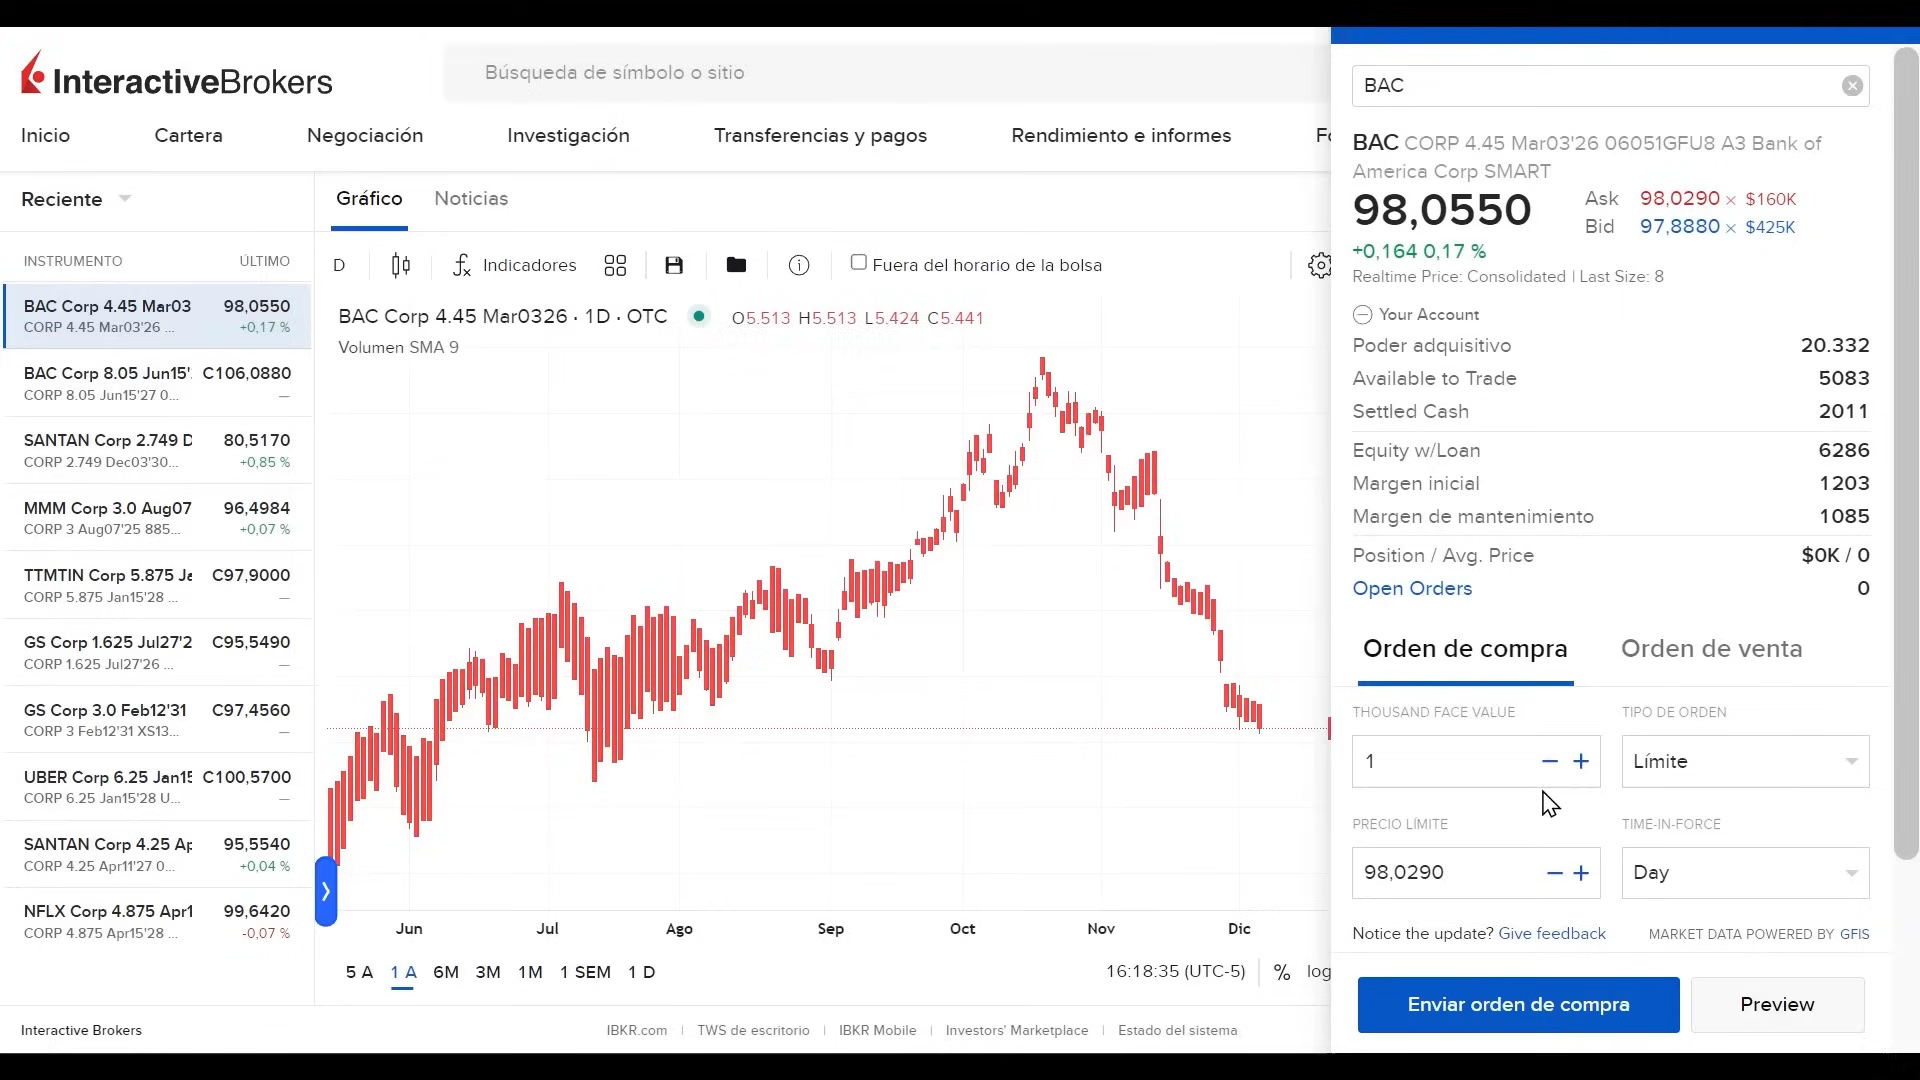 InteractiveBrokers
Búsqueda de símbolo o sitio
Inicio Cartera Negociación Investigación Transferencias y pagos Rendimiento e informes
Reciente
INSTRUMENTO ÚLTIMO
BAC Corp 4.45 Mar03 98,0550
CORP 4.45 Mar03'26 ... +0,17 %
BAC Corp 8.05 Jun15' C106,0880
CORP 8.05 Jun15'27 0... —
SANTAN Corp 2.749 D 80,5170
CORP 2.749 Dec03'30... +0,85 %
MMM Corp 3.0 Aug07 96,4984
CORP 3 Aug07'25 885... +0,07 %
TTMTIN Corp 5.875 Ja C97,9000
CORP 5.875 Jan15'28 ... —
GS Corp 1.625 Jul27'2 C95,5490
CORP 1.625 Jul27'26 ... —
GS Corp 3.0 Feb12'31 C97,4560
CORP 3 Feb12'31 XS13... —
UBER Corp 6.25 Jan15 C100,5700
CORP 6.25 Jan15'28 U... —
SANTAN Corp 4.25 Ap 95,5540
CORP 4.25 Apr11'27 0... +0,04 %
NFLX Corp 4.875 Apr1 99,6420
CORP 4.875 Apr15'28 ... -0,07 %
Gráfico Noticias
D Indicadores Fuera del horario de la bolsa
BAC Corp 4.45 Mar0326 · 1D · OTC O5.513 H5.513 L5.424 C5.441
Volumen SMA 9
Jun Jul Ago Sep Oct Nov Dic
5 A 1 A 6M 3M 1M 1 SEM 1 D 16:18:35 (UTC-5) % log
BAC
BAC CORP 4.45 Mar03'26 06051GFU8 A3 Bank of
America Corp SMART
98,0550
Ask 98,0290 × $160K
Bid 97,8880 × $425K
+0,164 0,17 %
Realtime Price: Consolidated | Last Size: 8
Your Account
Poder adquisitivo 20.332
Available to Trade 5083
Settled Cash 2011
Equity w/Loan 6286
Margen inicial 1203
Margen de mantenimiento 1085
Position / Avg. Price $0K / 0
Open Orders 0
Orden de compra Orden de venta
THOUSAND FACE VALUE TIPO DE ORDEN
1 − + Límite
PRECIO LÍMITE TIME-IN-FORCE
98,0290 − + Day
Notice the update? Give feedback MARKET DATA POWERED BY GFIS
Enviar orden de compra Preview
Interactive Brokers IBKR.com | TWS de escritorio | IBKR Mobile | Investors' Marketplace | Estado del sistema